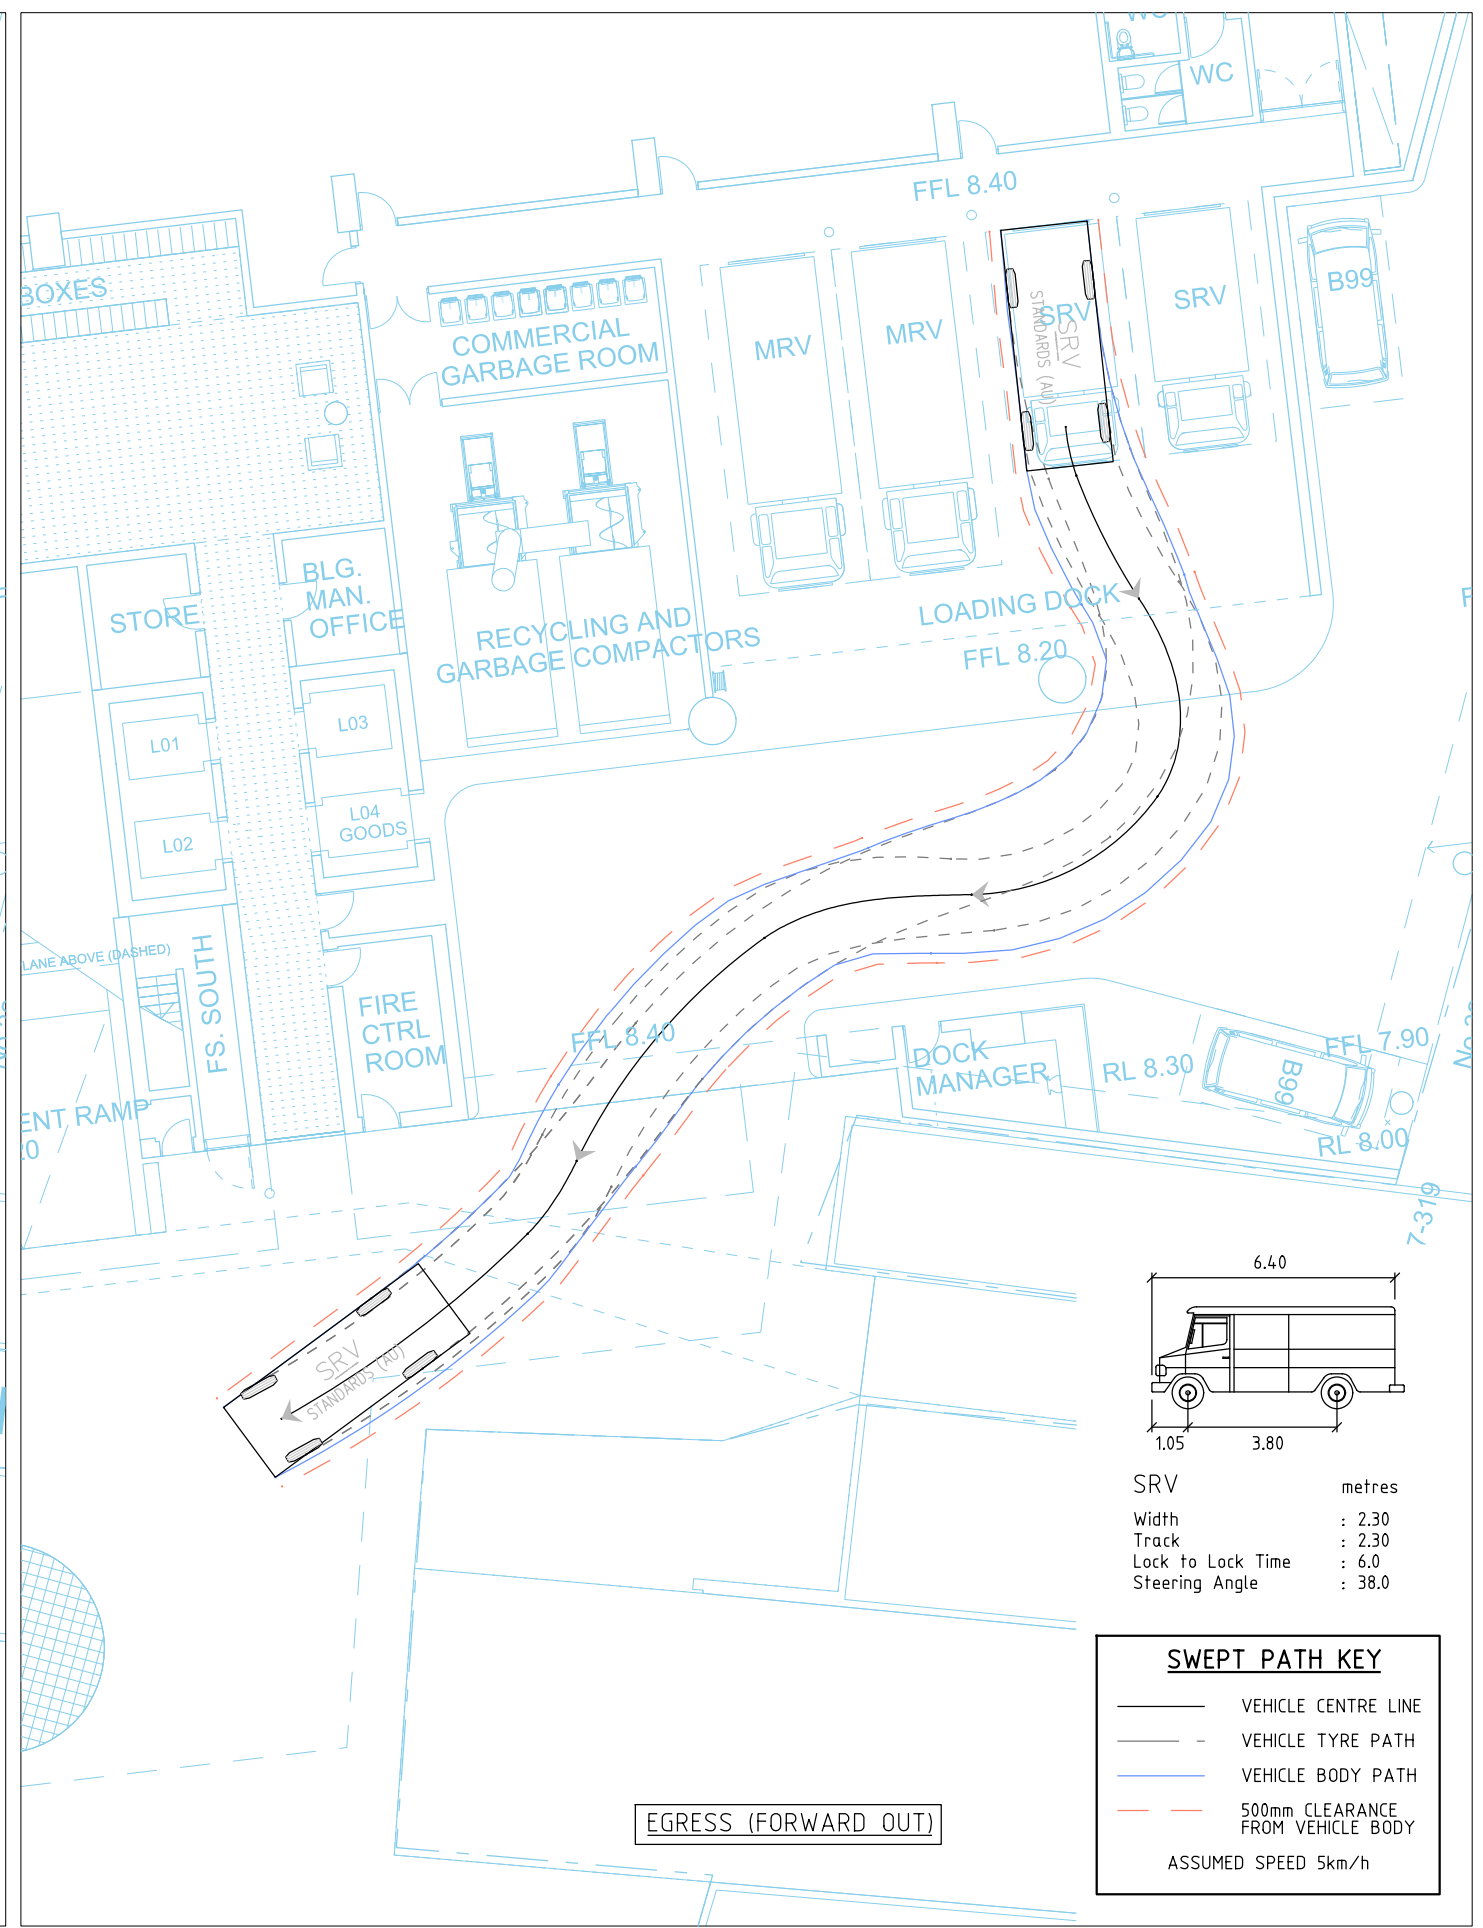 WC
WC
FFL 8.40
BOXES
COMMERCIAL
GARBAGE ROOM
MRV
MRV
SRV
SRV
STANDARDS (AU)
SRV
B99
STORE
BLG.
MAN.
OFFICE
RECYCLING AND
GARBAGE COMPACTORS
LOADING DOCK
FFL 8.20
L01
L02
L03
L04
GOODS
LANE ABOVE (DASHED)
FS. SOUTH
FIRE
CTRL
ROOM
FFL 8.40
DOCK
MANAGER
RL 8.30
B99
FFL 7.90
RL 8.00
7-319
ENT RAMP
SRV
STANDARDS (AU)
6.40
1.05
3.80
SRV metres
Width : 2.30
Track : 2.30
Lock to Lock Time : 6.0
Steering Angle : 38.0
SWEPT PATH KEY
VEHICLE CENTRE LINE
VEHICLE TYRE PATH
VEHICLE BODY PATH
500mm CLEARANCE
FROM VEHICLE BODY
ASSUMED SPEED 5km/h
EGRESS (FORWARD OUT)